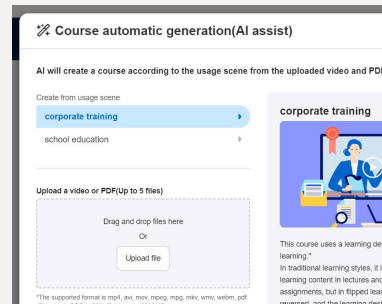 Course automatic generation(AI assist)
AI will create a course according to the usage scene from the uploaded video and PDF
Create from usage scene
corporate training
school education
Upload a video or PDF(Up to 5 files)
Drag and drop files here
Or
Upload file
*The supported format is mp4, avi, mov, mpeg, mpg, mkv, wmv, webm, pdf.
corporate training
This course uses a learning
learning."
In traditional learning styles, it
learning content in lectures and
assignments, but in flipped
reversed, and the learning